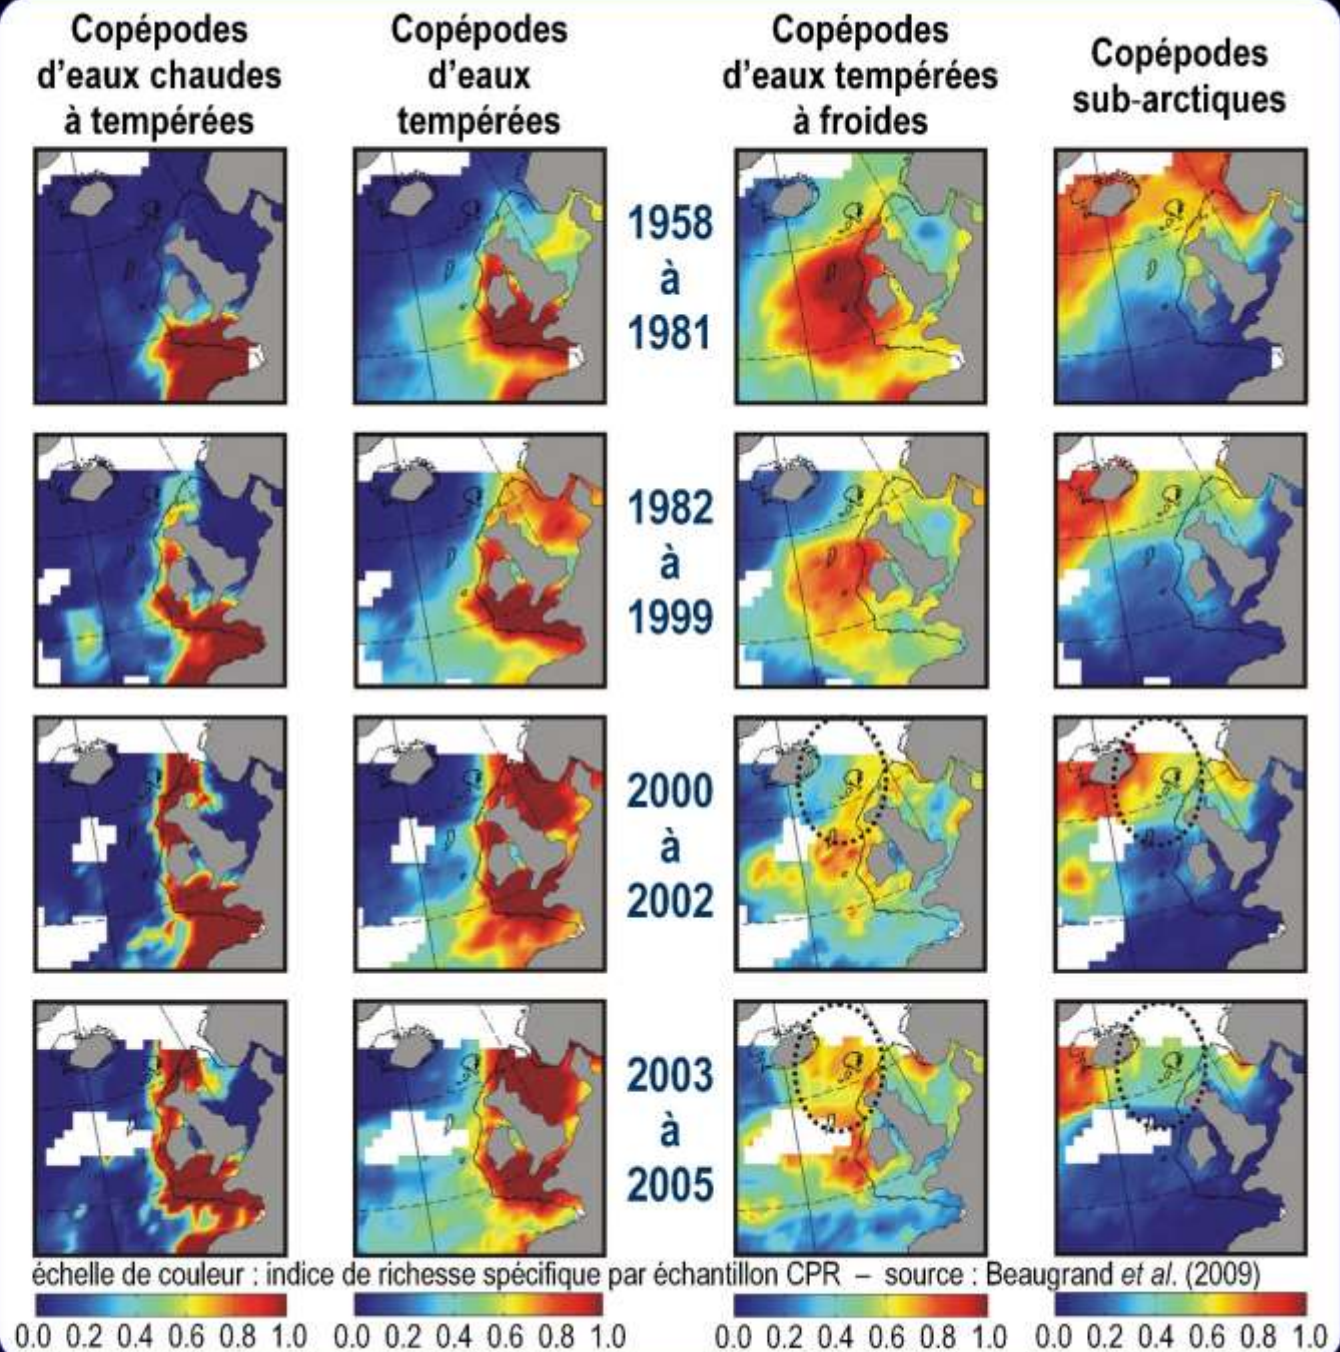 Copépodes
d'eaux chaudes
à tempérées
Copépodes
d'eaux
tempérées
Copépodes
d'eaux tempérées
à froides
Copépodes
sub-arctiques
1958
à
1981
1982
à
1999
2000
à
2002
2003
à
2005
échelle de couleur : indice de richesse spécifique par échantillon CPR – source : Beaugrand et al. (2009)
0.0 0.2 0.4 0.6 0.8 1.0
0.0 0.2 0.4 0.6 0.8 1.0
0.0 0.2 0.4 0.6 0.8 1.0
0.0 0.2 0.4 0.6 0.8 1.0